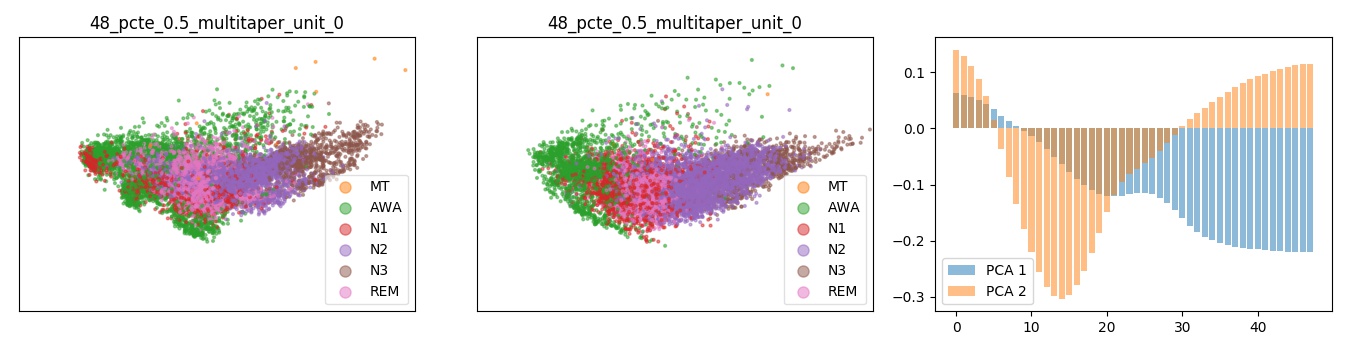 48_pcte_0.5_multitaper_unit_0
MT
AWA
N1
N2
N3
REM
48_pcte_0.5_multitaper_unit_0
MT
AWA
N1
N2
N3
REM
0.1
0.0
−0.1
−0.2
−0.3
0
10
20
30
40
PCA 1
PCA 2